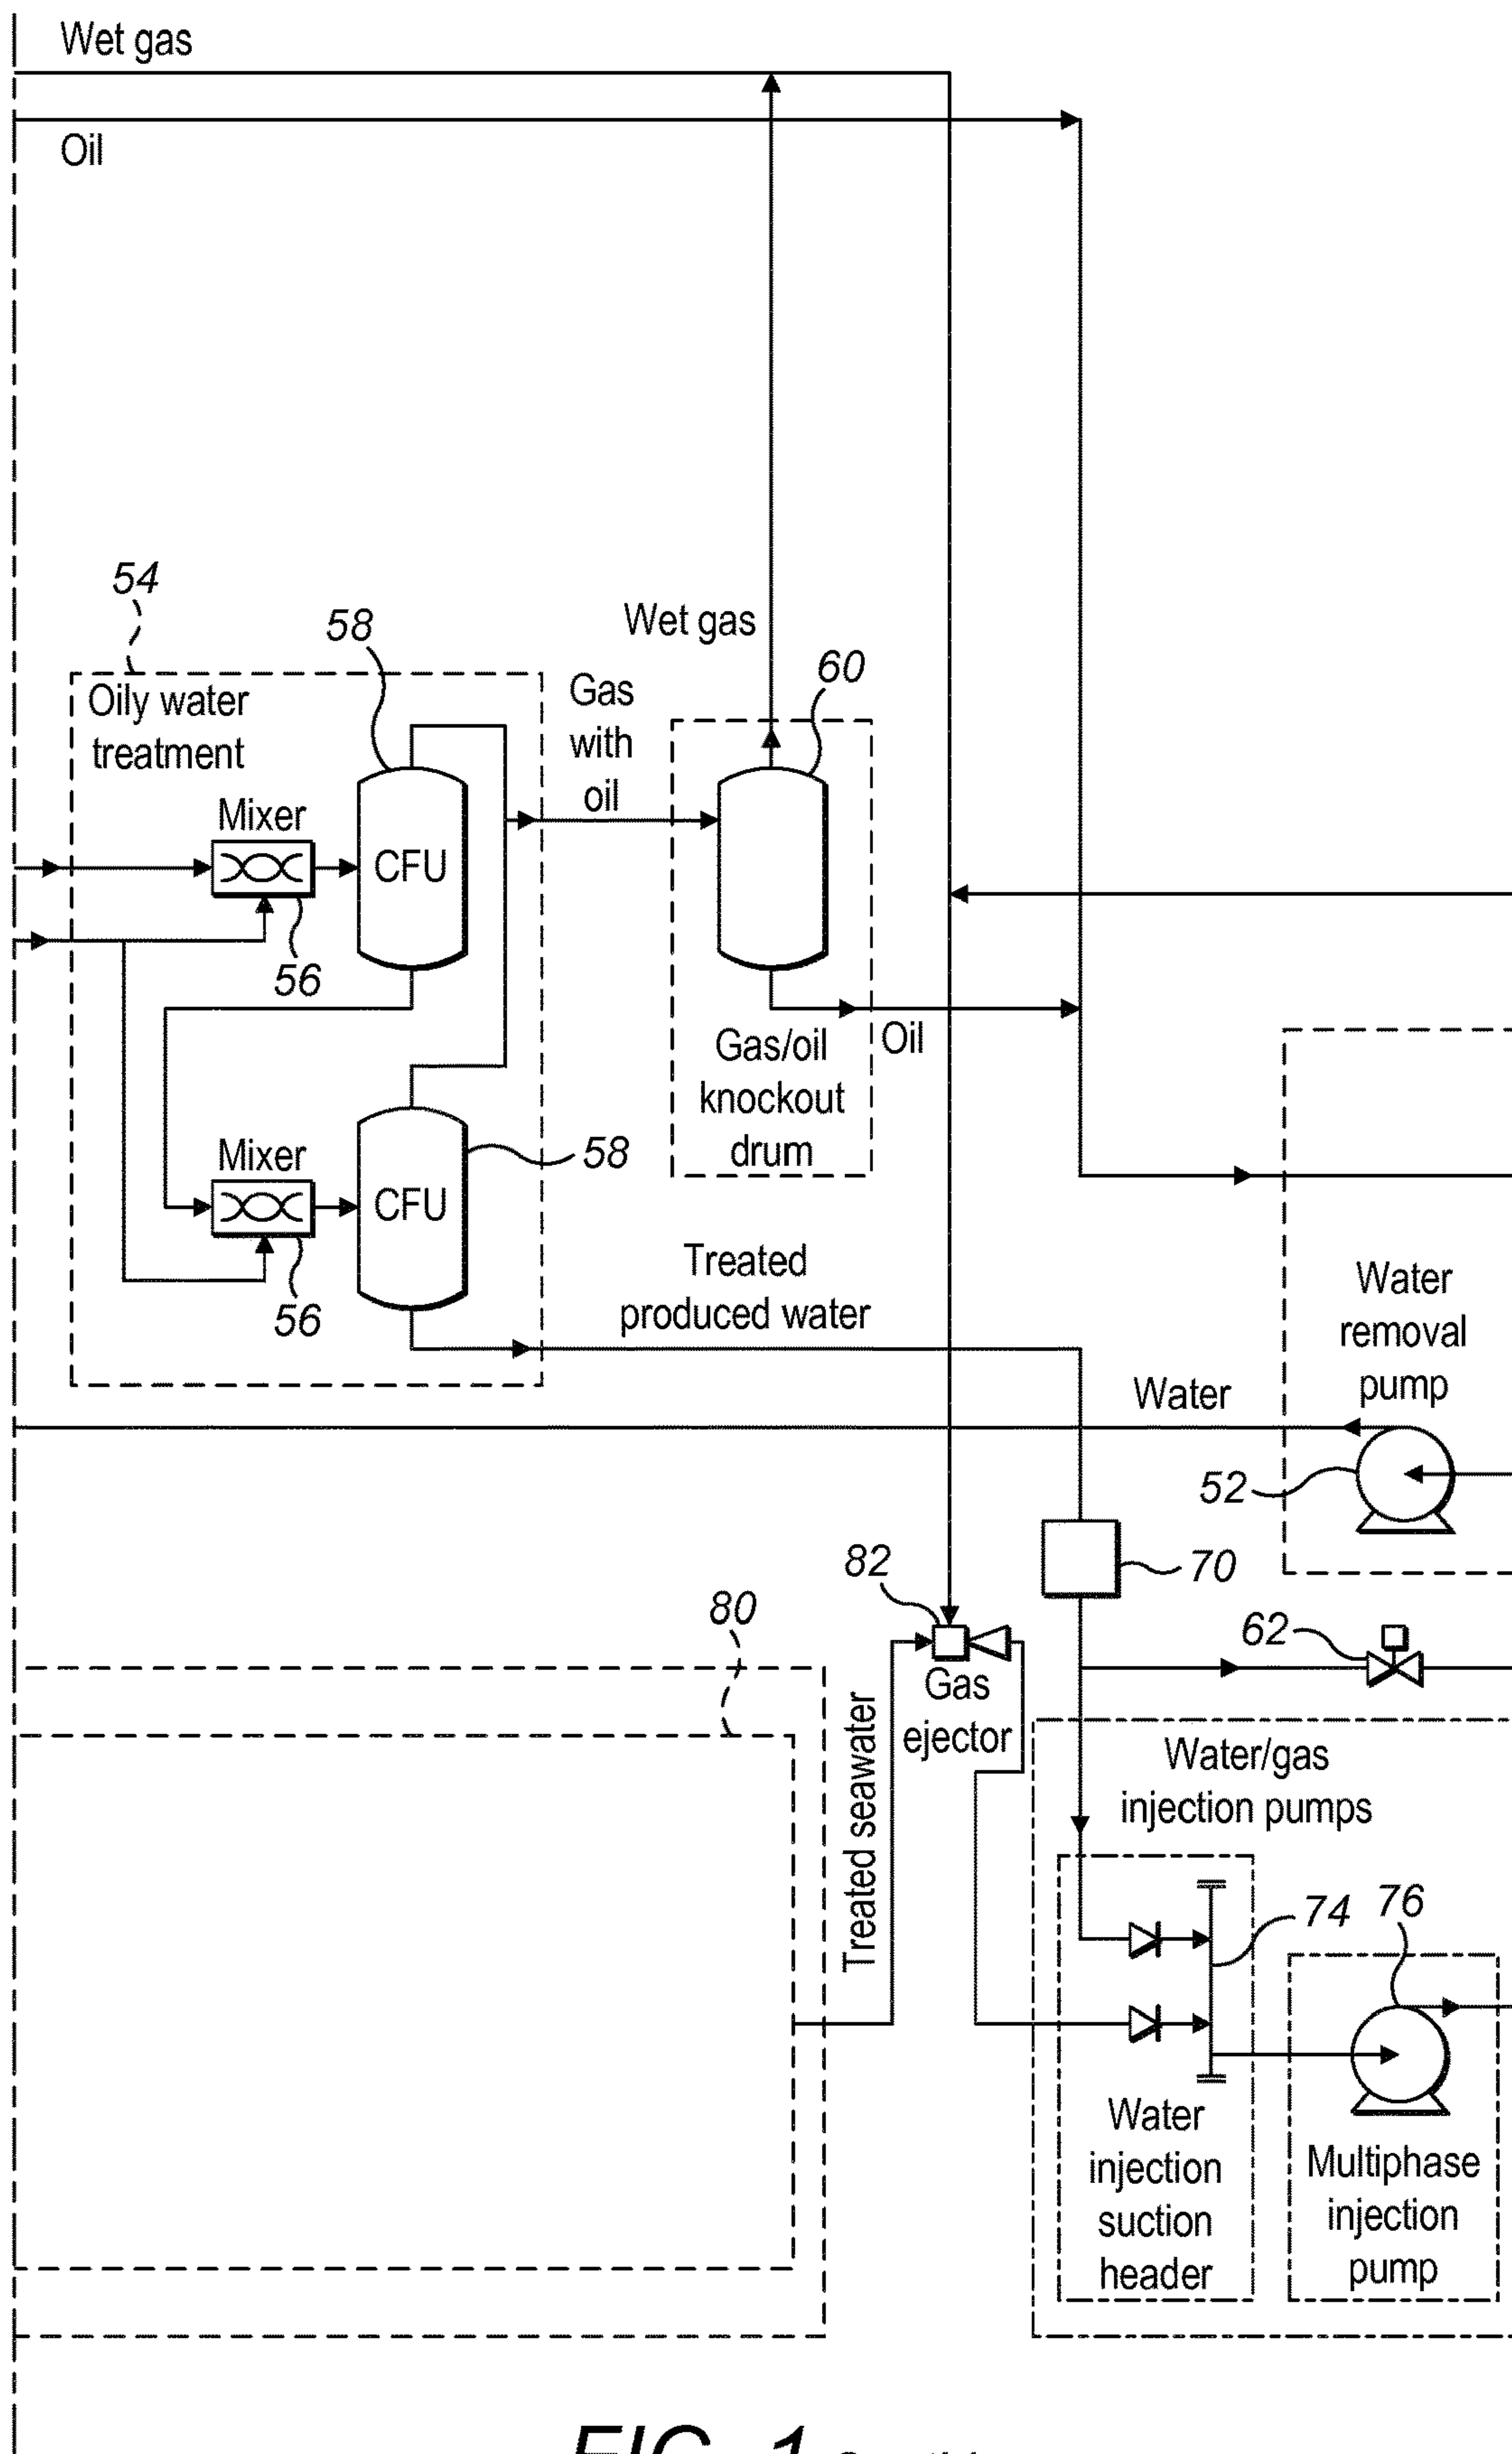 Wet gas
Oil
54
58
Wet gas
60
Oily water
treatment
Gas
with
oil
Mixer
CFU
56
Oil
Gas/oil
knockout
drum
Mixer
58
CFU
56
Treated
produced water
Water
removal
pump
Water
52
82
70
80
62
Gas
ejector
Treated seawater
Water/gas
injection pumps
74
76
Water
injection
suction
header
Multiphase
injection
pump
FIG. 1